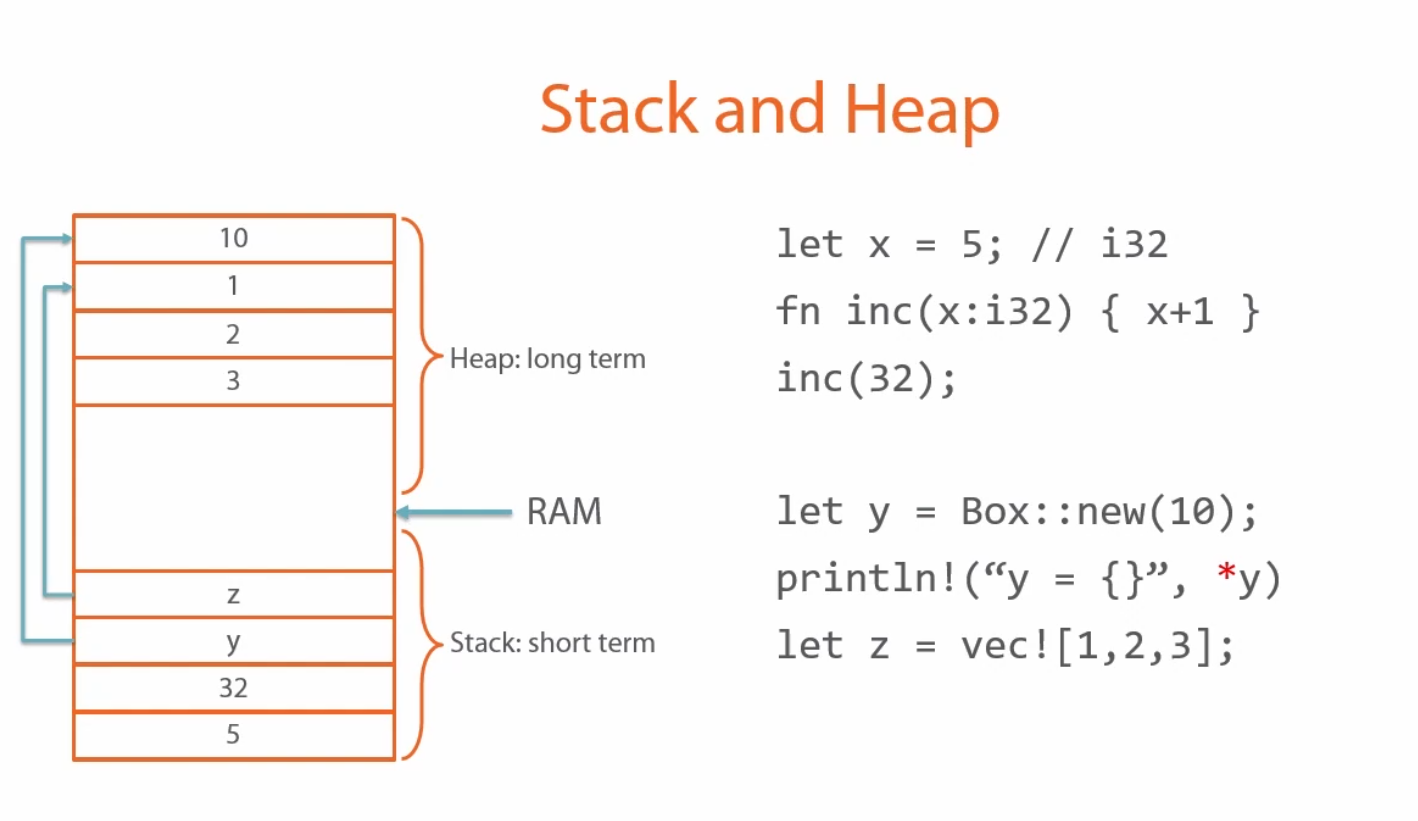 Stack and Heap
10
1
2
3
Heap: long term
RAM
z
y
32
5
Stack: short term
let x = 5; // i32
fn inc(x:i32) { x+1 }
inc(32);
let y = Box::new(10);
println!(“y = {}”, *y)
let z = vec![1,2,3];